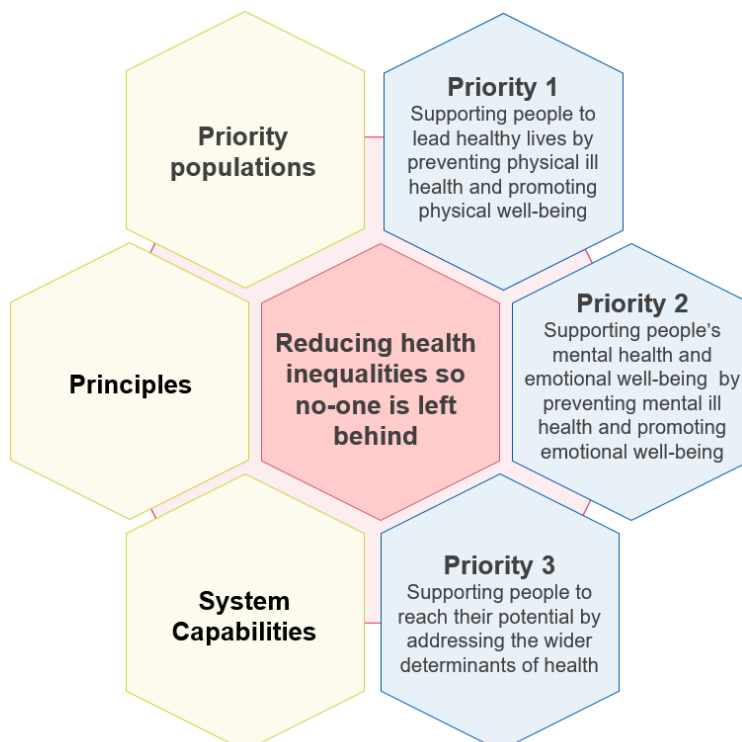 Priority
populations
Priority 1
Supporting people to
lead healthy lives by
preventing physical ill
health and promoting
physical well-being
Principles
Reducing health
inequalities so
no-one is left
behind
Priority 2
Supporting people’s
mental health and
emotional well-being  by
preventing mental ill
health and promoting
emotional well-being
System
Capabilities
Priority 3
Supporting people to
reach their potential by
addressing the wider
determinants of health